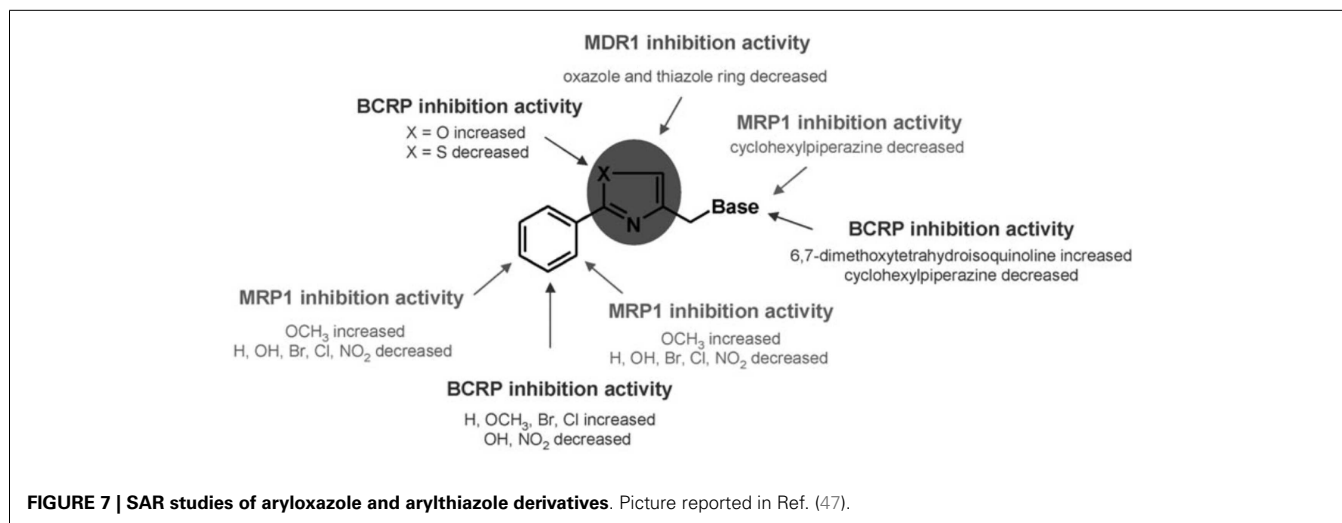 MDR1 inhibition activity
oxazole and thiazole ring decreased
BCRP inhibition activity
X = O increased
X = S decreased
MRP1 inhibition activity
cyclohexylpiperazine decreased
X
N
Base
BCRP inhibition activity
6,7-dimethoxytetrahydroisoquinoline increased
cyclohexylpiperazine decreased
MRP1 inhibition activity
OCH₃ increased
H, OH, Br, Cl, NO₂ decreased
MRP1 inhibition activity
OCH₃ increased
H, OH, Br, Cl, NO₂ decreased
BCRP inhibition activity
H, OCH₃, Br, Cl increased
OH, NO₂ decreased
FIGURE 7 | SAR studies of aryloxazole and arylthiazole derivatives. Picture reported in Ref. (47).